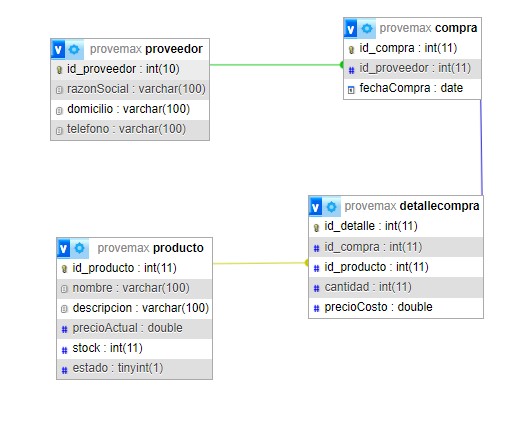 provemax proveedor
id_proveedor : int(10)
razonSocial : varchar(100)
domicilio : varchar(100)
telefono : varchar(100)
provemax compra
id_compra : int(11)
id_proveedor : int(11)
fechaCompra : date
provemax detallecompra
id_detalle : int(11)
id_compra : int(11)
id_producto : int(11)
cantidad : int(11)
precioCosto : double
provemax producto
id_producto : int(11)
nombre : varchar(100)
descripcion : varchar(100)
precioActual : double
stock : int(11)
estado : tinyint(1)